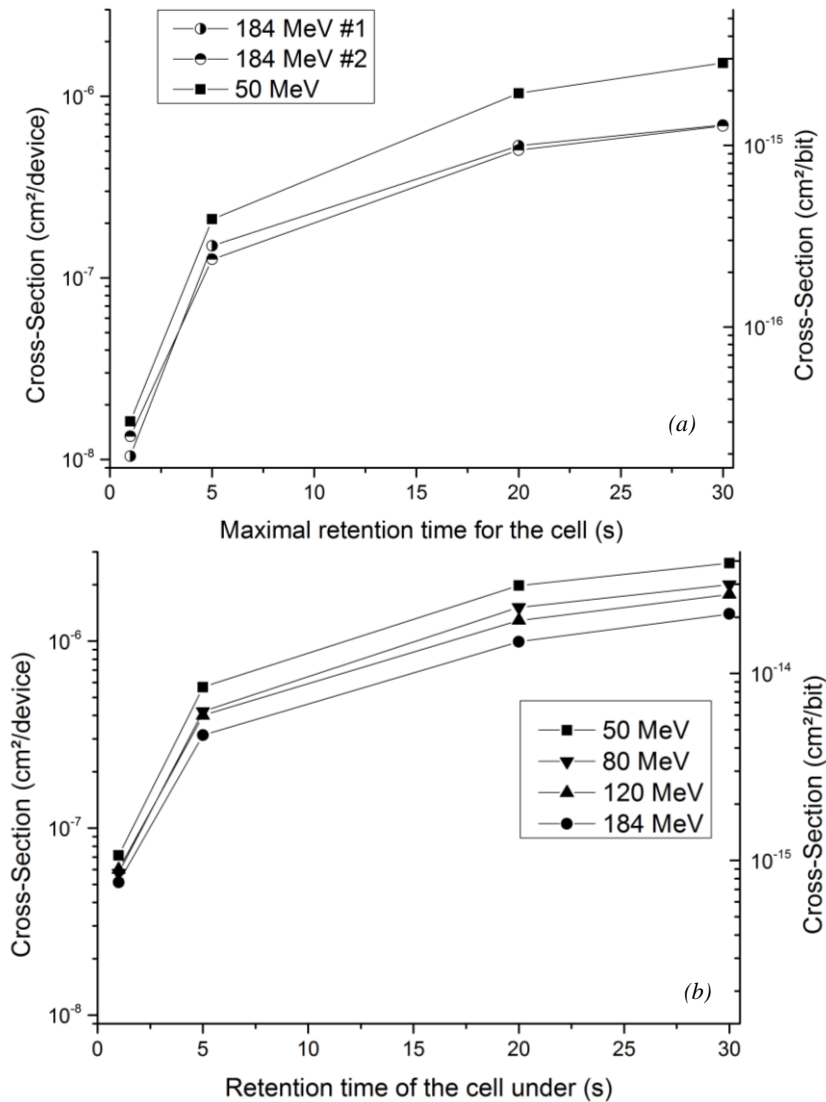 184 MeV #1
184 MeV #2
50 MeV
10⁻⁶
10⁻⁷
10⁻⁸
Cross-Section (cm²/device)
10⁻¹⁵
10⁻¹⁶
Cross-Section (cm²/bit)
(a)
0 5 10 15 20 25 30
Maximal retention time for the cell (s)
10⁻⁶
10⁻⁷
10⁻⁸
Cross-Section (cm²/device)
10⁻¹⁴
10⁻¹⁵
Cross-Section (cm²/bit)
50 MeV
80 MeV
120 MeV
184 MeV
(b)
0 5 10 15 20 25 30
Retention time of the cell under (s)